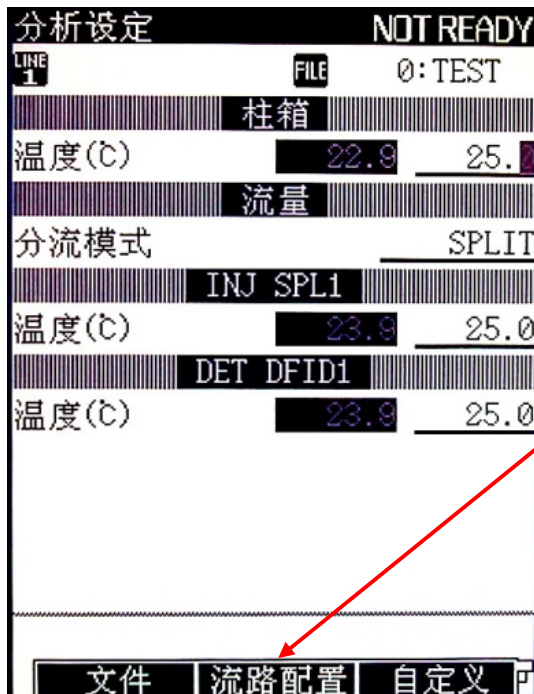 分析设定 NOT READY
LINE 1 FILE 0:TEST
柱箱
温度(℃) 22.9 25.0
流量
分流模式 SPLIT
INJ SPL1
温度(℃) 23.9 25.0
DET DFID1
温度(℃) 23.9 25.0
文件 流路配置 自定义